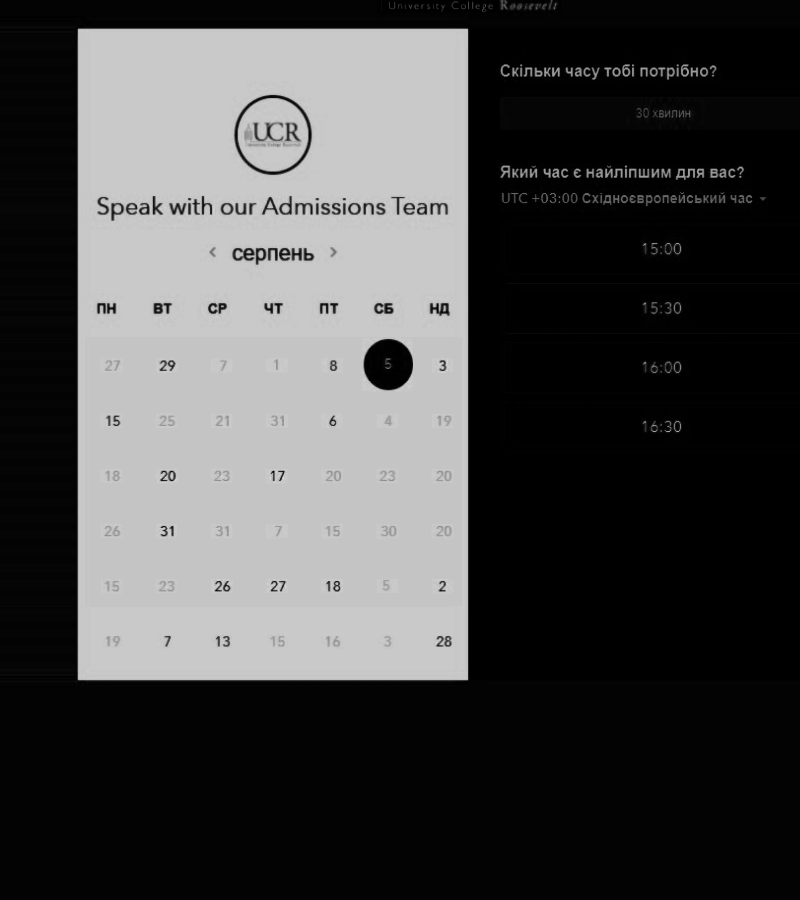 University College Roosevelt
UCR
Speak with our Admissions Team
серпень
ПН ВТ СР ЧТ ПТ СБ НД
27 29 7 1 8 5 3
15 25 21 31 6 4 19
18 20 23 17 20 23 20
26 31 31 7 15 30 20
15 23 26 27 18 5 2
19 7 13 15 16 3 28
Скільки часу тобі потрібно?
30 хвилин
Який час є найліпшим для вас?
UTC +03:00 Східноєвропейський час
15:00
15:30
16:00
16:30